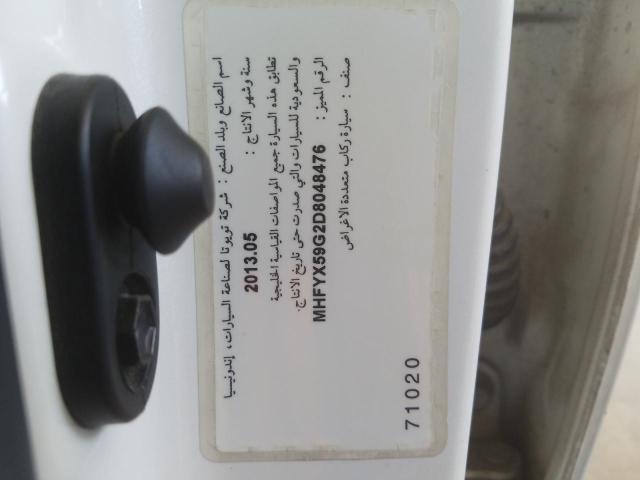 اسم الصانع وبلد الصنع : شركة تويوتا لصناعة السيارات، إندونيسيا
سنة وشهر الانتاج : 2013.05
تطابق هذه السيارة جميع المواصفات القياسية الخليجية
والسعودية للسيارات والتي صدرت حتى تاريخ الانتاج.
الرقم المميز : MHFYX59G2D8048476
صنف : سيارة ركاب متعددة الاغراض
71020